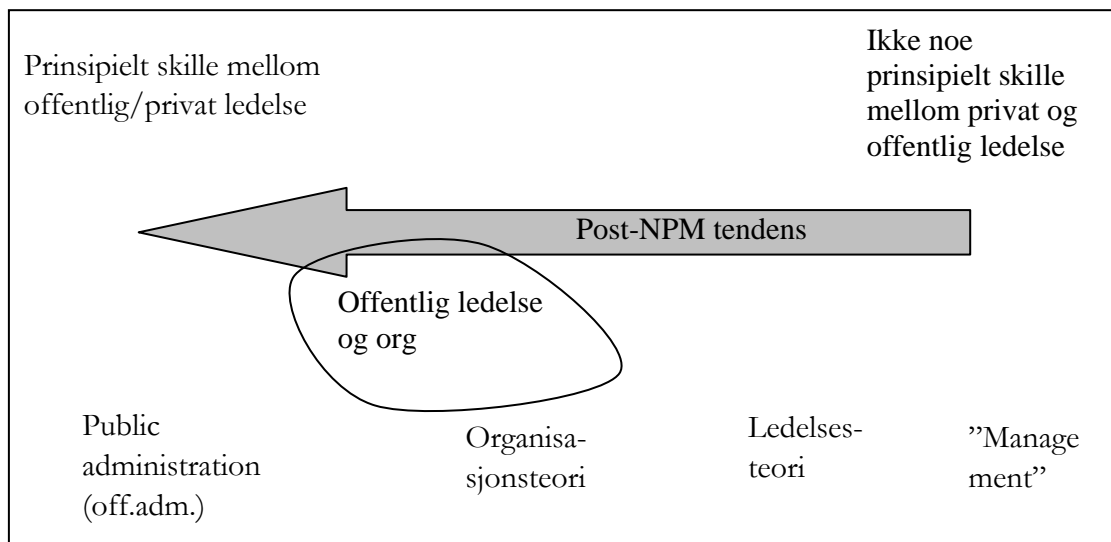 Prinsipielt skille mellom
offentlig/privat ledelse
Ikke noe
prinsipielt skille
mellom privat og
offentlig ledelse
Post-NPM tendens
Offentlig ledelse
og org
Public
administration
(off.adm.)
Organisa-
sjonsteori
Ledelses-
teori
”Manage
ment”